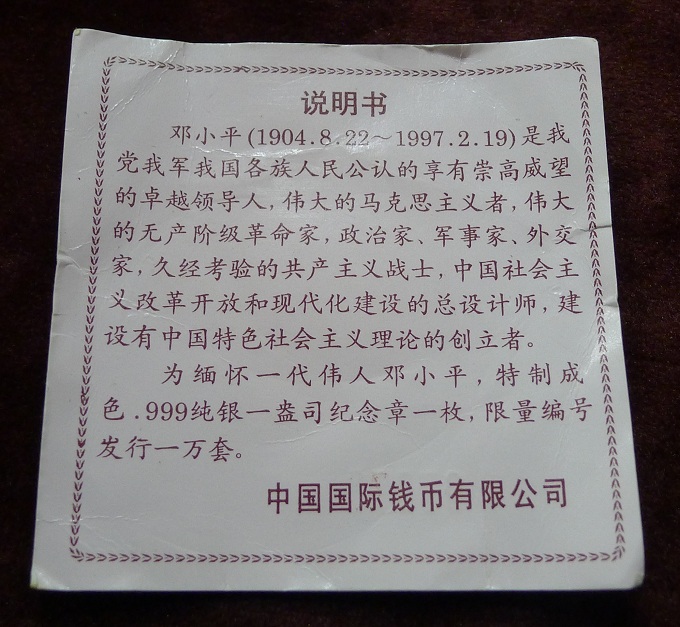 说明书
邓小平(1904.8.22~1997.2.19)是我
党我军我国各族人民公认的享有崇高威望
的卓越领导人,伟大的马克思主义者,伟大
的无产阶级革命家,政治家、军事家、外交
家,久经考验的共产主义战士,中国社会主
义改革开放和现代化建设的总设计师,建
设有中国特色社会主义理论的创立者。
为缅怀一代伟人邓小平,特制成
色.999纯银一盎司纪念章一枚,限量编号
发行一万套。
中国国际钱币有限公司